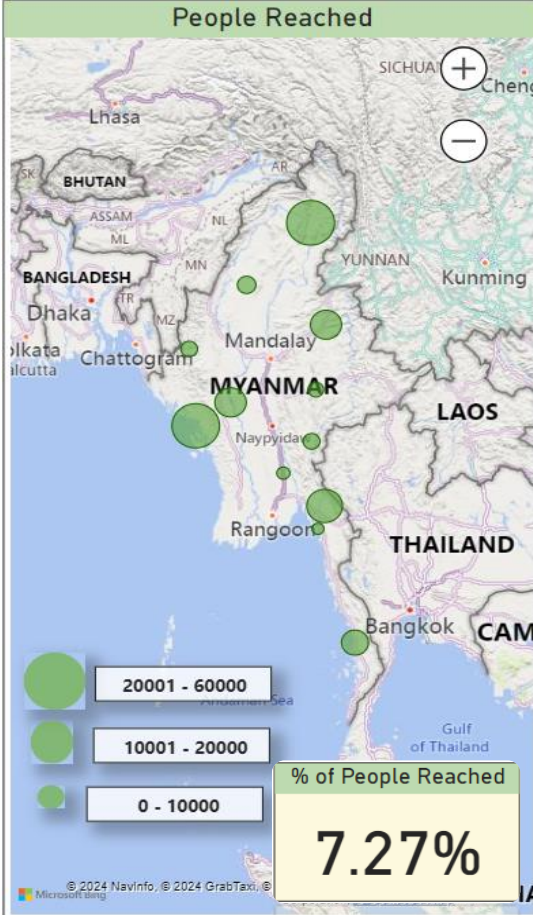 People Reached
SICHUA
Cheng
Lhasa
BHUTAN
SK
AR
ASSAM
NL
ML
YUNNAN
MN
Kunming
BANGLADESH
TR
Dhaka
MZ
Mandalay
olkata
Chattogram
alcutta
MYANMAR
LAOS
Naypyidaw
Rangoon
THAILAND
Bangkok
CAM
20001 - 60000
Andaman Sea
10001 - 20000
Gulf
of Thailand
% of People Reached
0 - 10000
7.27%
© 2024 NavInfo, © 2024 GrabTaxi, ©
Microsoft Bing